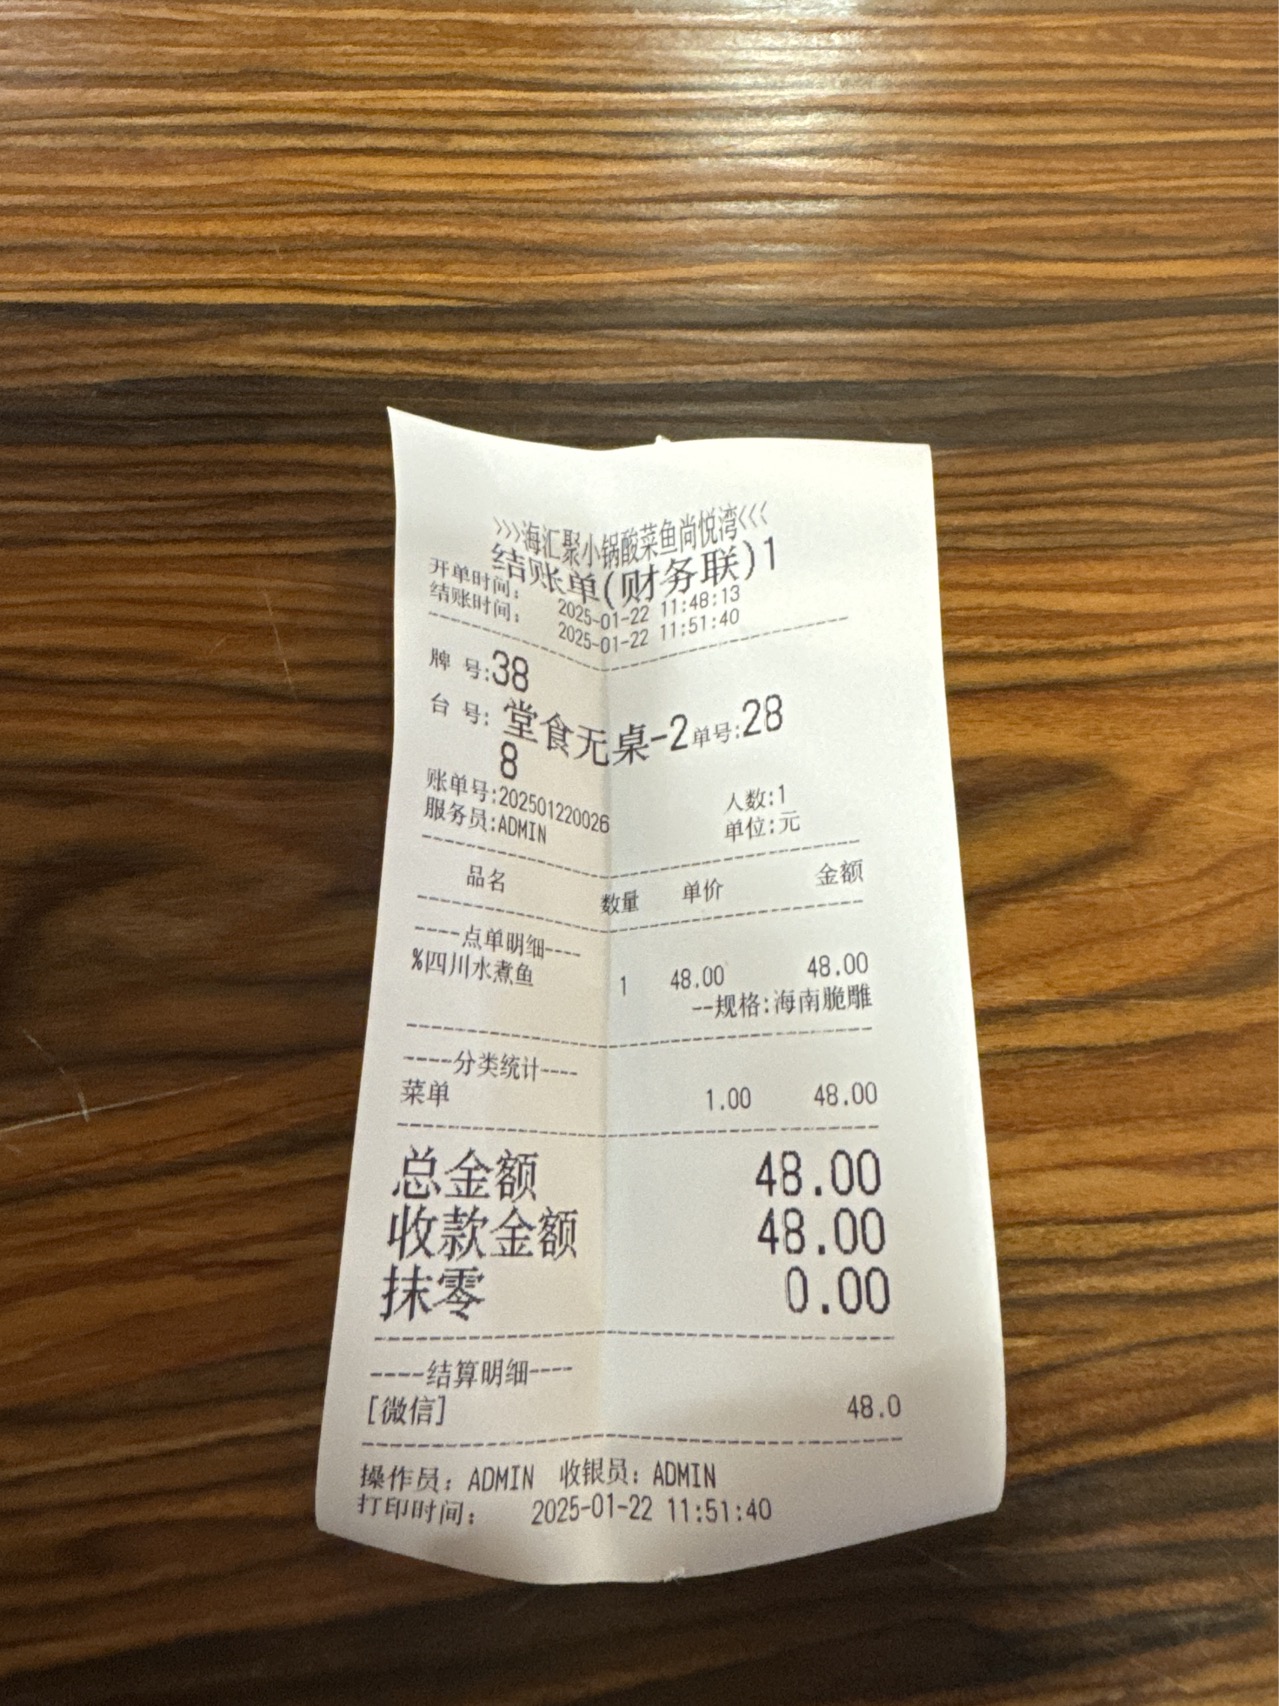 >>>海汇聚小锅酸菜鱼尚悦湾<<<
结账单(财务联)1
开单时间: 2025-01-22 11:48:13
结账时间: 2025-01-22 11:51:40
牌 号:38
台 号: 堂食无桌-2单号:28
8
账单号:202501220026 人数:1
服务员:ADMIN 单位:元
品名 数量 单价 金额
----点单明细----
%四川水煮鱼 1 48.00 48.00
--规格:海南脆雕
----分类统计----
菜单 1.00 48.00
总金额 48.00
收款金额 48.00
抹零 0.00
----结算明细----
[微信] 48.0
操作员: ADMIN 收银员: ADMIN
打印时间: 2025-01-22 11:51:40